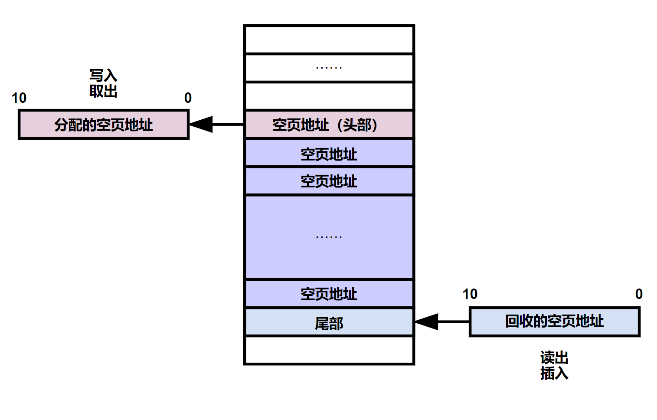 ……
写入
取出
10
0
分配的空页地址
空页地址（头部）
空页地址
空页地址
……
空页地址
10
0
尾部
回收的空页地址
读出
插入